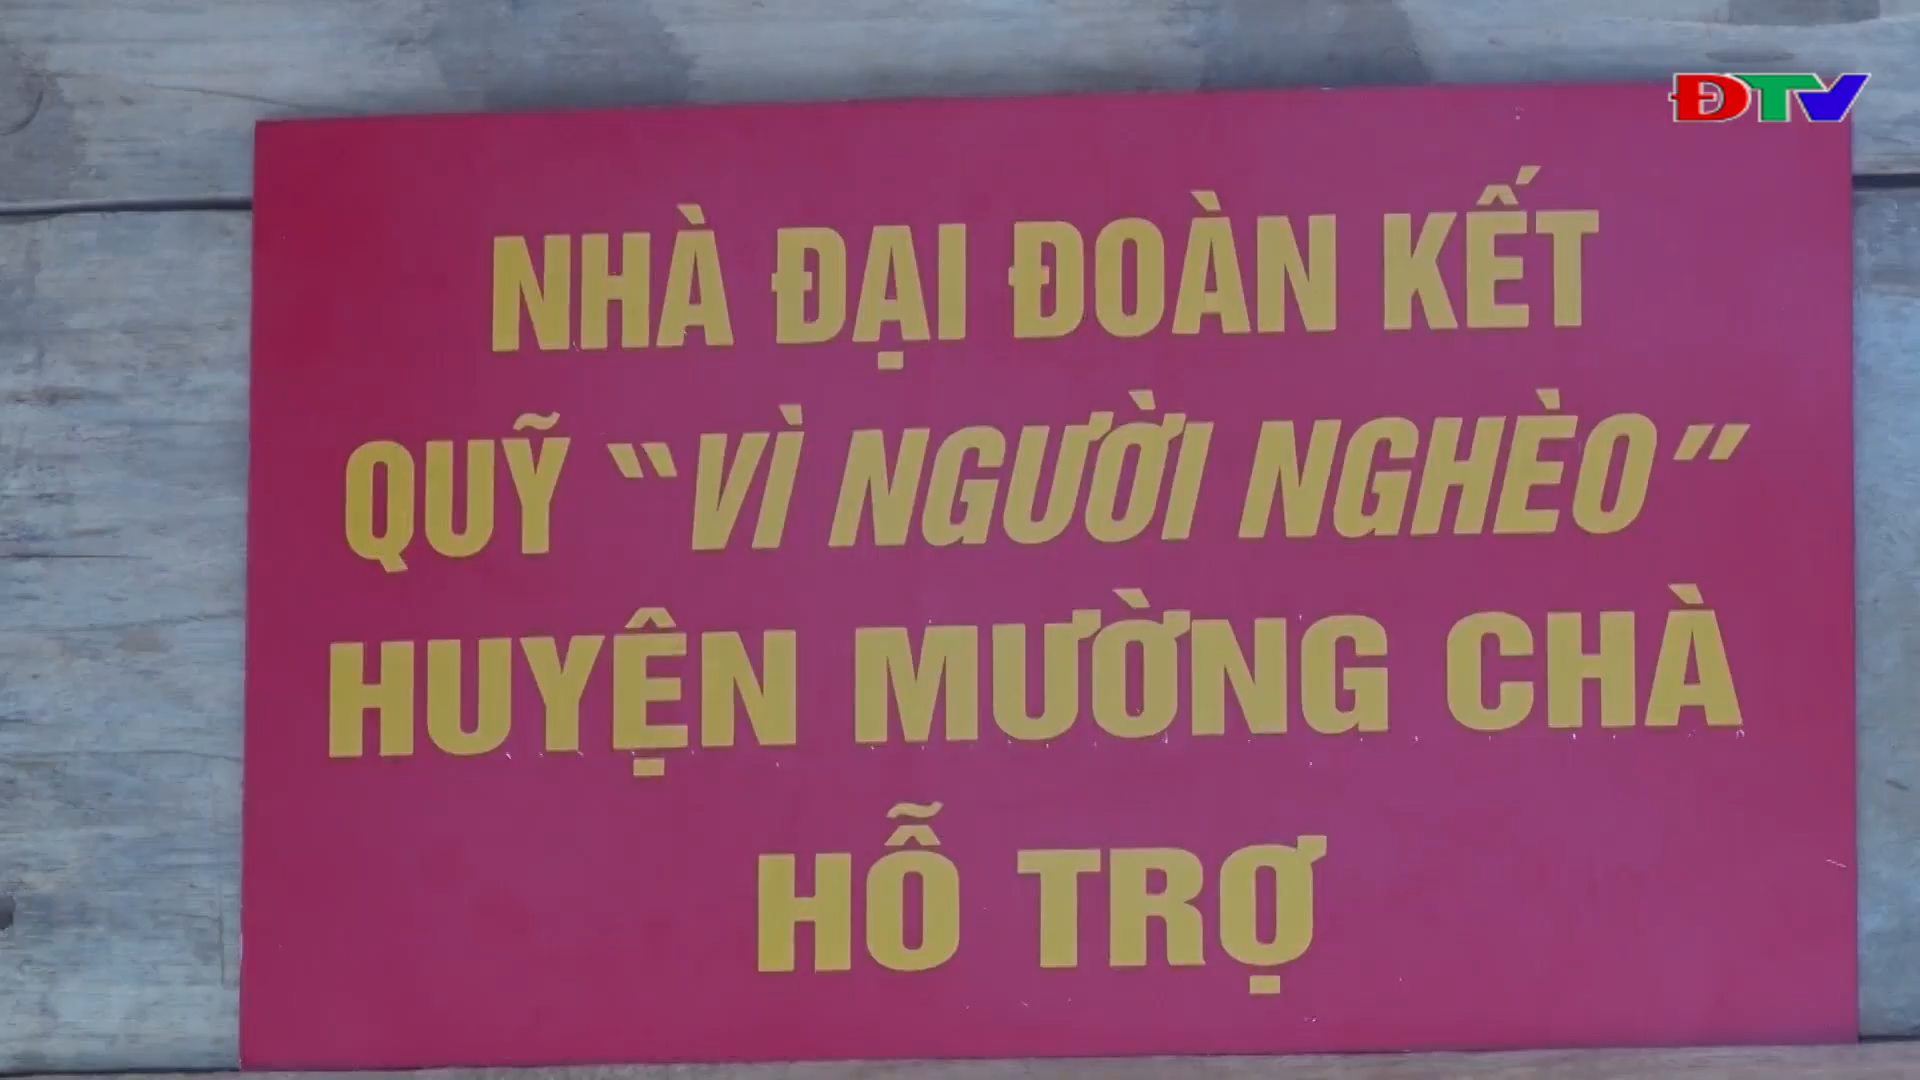 ĐTV
NHÀ ĐẠI ĐOÀN KẾT
QUỸ "VÌ NGƯỜI NGHÈO"
HUYỆN MƯỜNG CHÀ
HỖ TRỢ